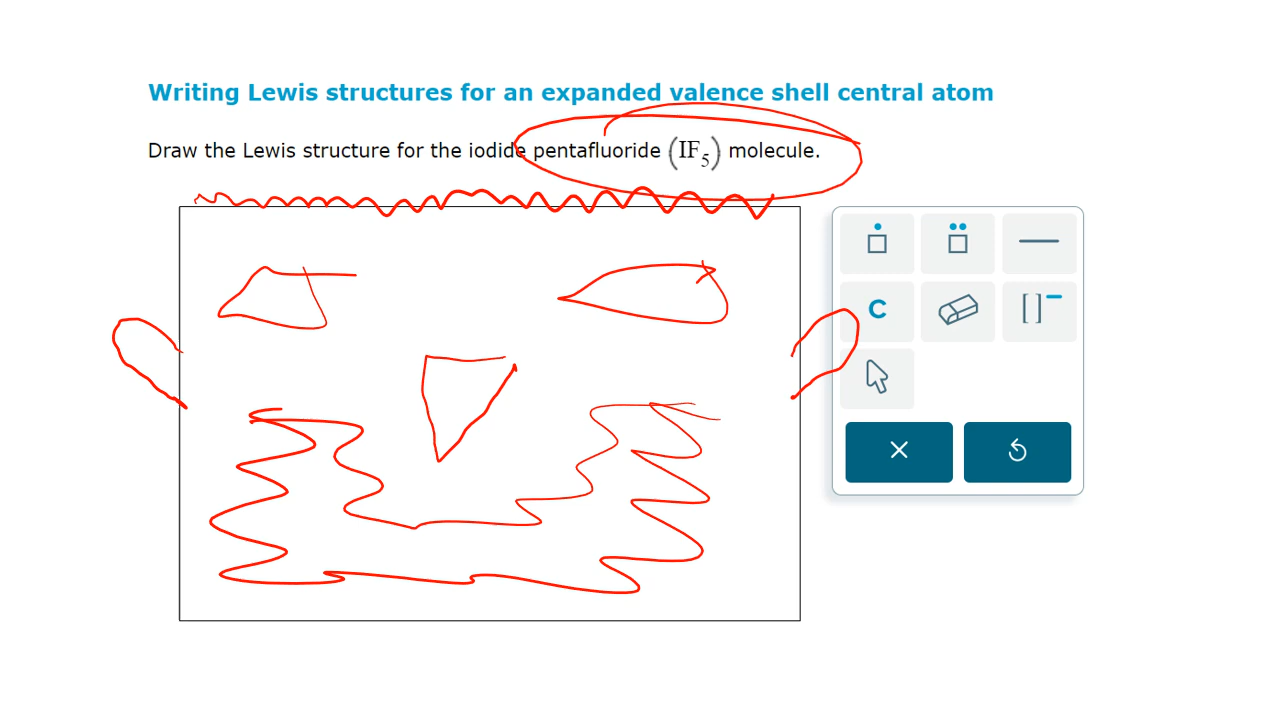 Writing Lewis structures for an expanded valence shell central atom
Draw the Lewis structure for the iodide pentafluoride (IF5) molecule.
C